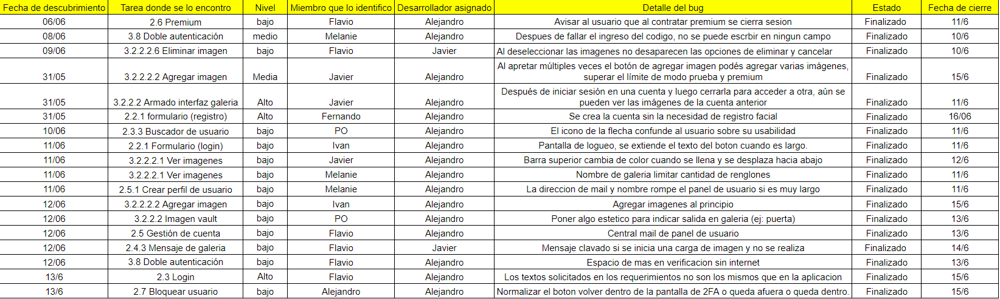 Fecha de descubrimiento Tarea donde se lo encontro Nivel Miembro que lo identifico Desarrollador asignado Detalle del bug Estado Fecha de cierre
06/06 2.6 Premium bajo Flavio Alejandro Avisar al usuario que al contratar premium se cierra sesion Finalizado 11/6
08/06 3.8 Doble autenticación medio Melanie Alejandro Despues de fallar el ingreso del codigo, no se puede escrbir en ningun campo Finalizado 10/6
09/06 3.2.2.2.6 Eliminar imagen bajo Flavio Javier Al deseleccionar las imagenes no desaparecen las opciones de eliminar y cancelar Finalizado 10/6
Al apretar múltiples veces el botón de agregar imagen podés agregar varias imágenes,
31/05 3.2.2.2.2 Agregar imagen Media Javier Alejandro superar el límite de modo prueba y premium Finalizado 15/6
Después de iniciar sesión en una cuenta y luego cerrarla para acceder a otra, aún se
31/05 3.2.2.2 Armado interfaz galeria Alto Javier Alejandro pueden ver las imágenes de la cuenta anterior Finalizado 11/6
31/05 2.2.1 formulario (registro) Alto Fernando Alejandro Se crea la cuenta sin la necesidad de registro facial Finalizado 16/06
10/06 2.3.3 Buscador de usuario bajo PO Alejandro El icono de la flecha confunde al usuario sobre su usabilidad Finalizado 11/6
11/06 2.2.1 Formulario (login) bajo Ivan Alejandro Pantalla de logueo, se extiende el texto del boton cuando es largo. Finalizado 11/6
11/06 3.2.2.2.1 Ver imagenes bajo Javier Alejandro Barra superior cambia de color cuando se llena y se desplaza hacia abajo Finalizado 12/6
11/06 3.2.2.2.1 Ver imagenes bajo Melanie Alejandro Nombre de galeria limitar cantidad de renglones Finalizado 11/6
11/06 2.5.1 Crear perfil de usuario bajo Melanie Alejandro La direccion de mail y nombre rompe el panel de usuario si es muy largo Finalizado 11/6
12/06 3.2.2.2.2 Agregar imagen bajo Ivan Alejandro Agregar imagenes al principio Finalizado 15/6
12/06 3.2.2.2 Imagen vault bajo PO Alejandro Poner algo estetico para indicar salida en galeria (ej: puerta) Finalizado 13/6
12/06 2.5 Gestión de cuenta bajo Flavio Alejandro Central mail de panel de usuario Finalizado 13/6
12/06 2.4.3 Mensaje de galeria bajo Flavio Javier Mensaje clavado si se inicia una carga de imagen y no se realiza Finalizado 14/6
12/06 3.8 Doble autenticación bajo Flavio Alejandro Espacio de mas en verificacion sin internet Finalizado 13/6
13/6 2.3 Login Alto Flavio Alejandro Los textos solicitados en los requerimientos no son los mismos que en la aplicacion Finalizado 15/6
13/6 2.7 Bloquear usuario bajo Alejandro Alejandro Normalizar el boton volver dentro de la pantalla de 2FA o queda afuera o queda dentro. Finalizado 15/6